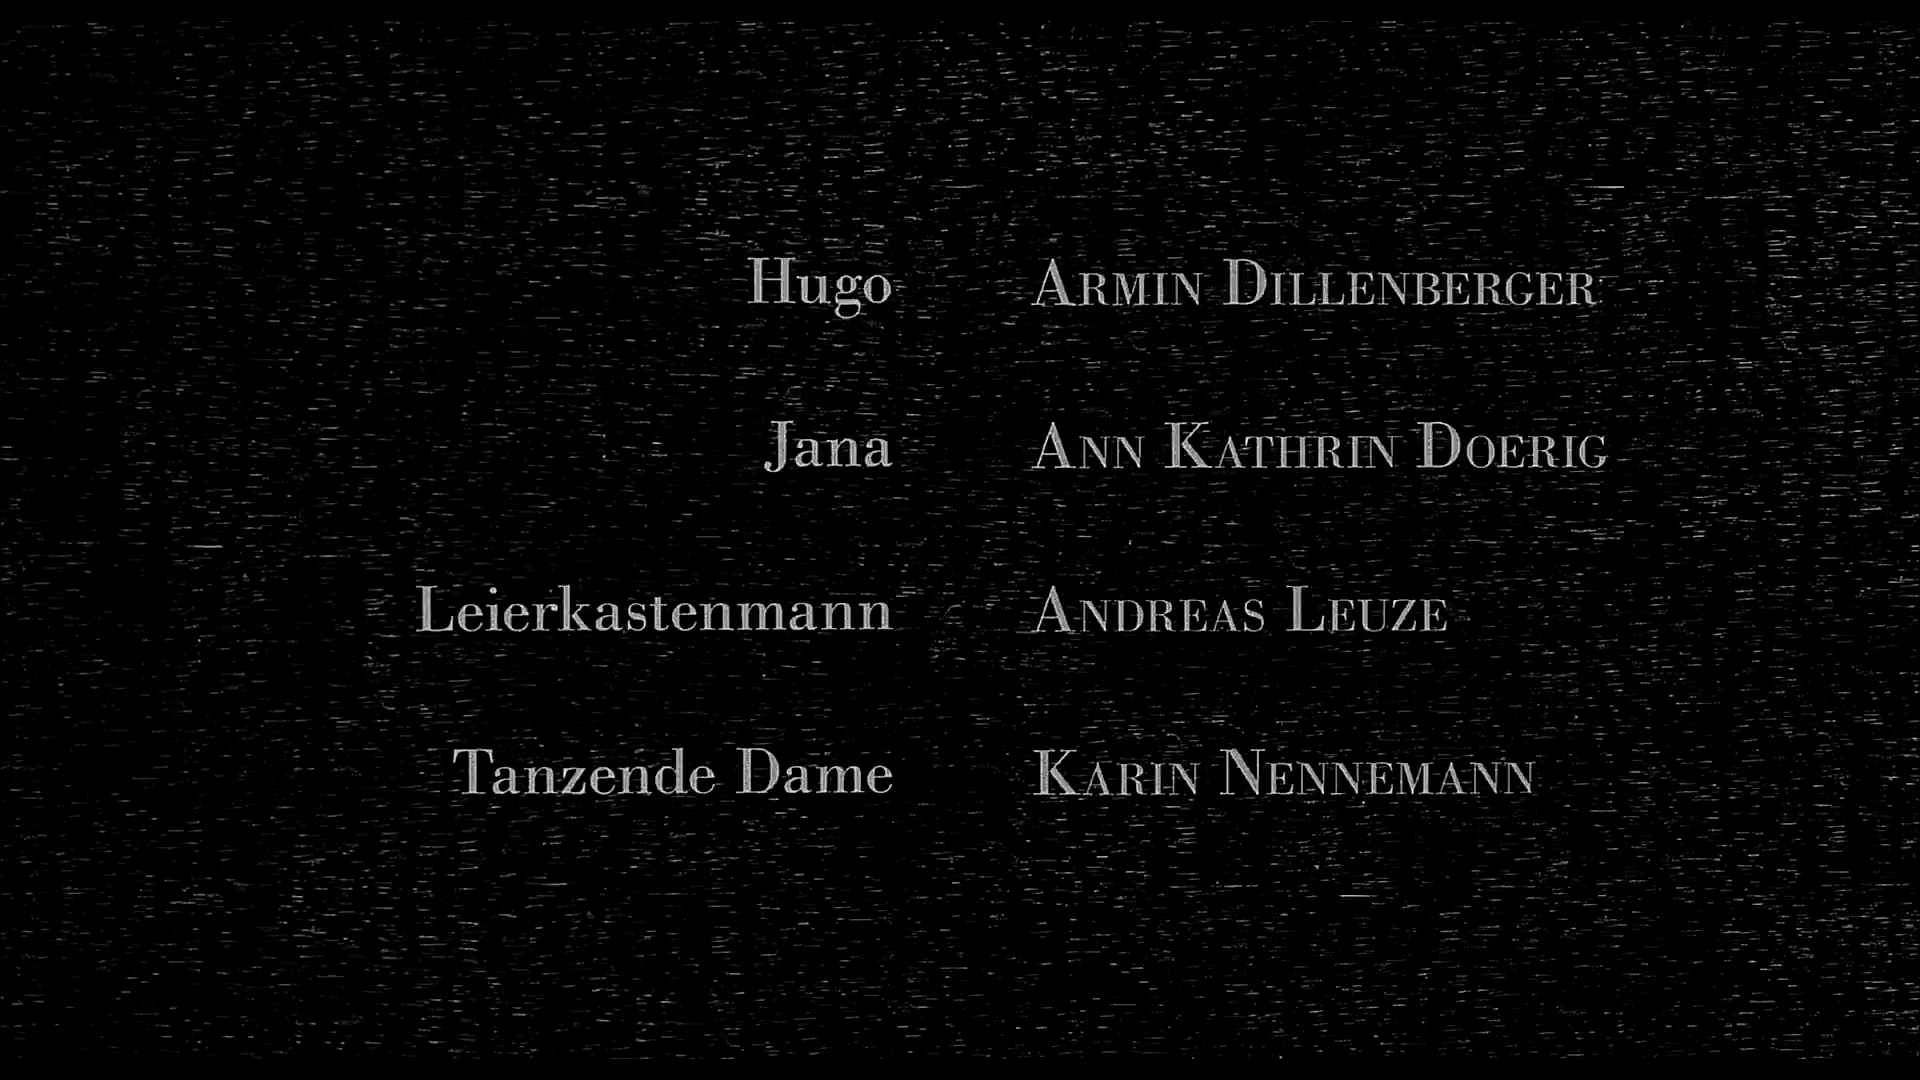 Hugo ARMIN DILLENBERGER
Jana ANN KATHRIN DOERIG
Leierkastenmann ANDREAS LEUZE
Tanzende Dame KARIN NENNEMANN